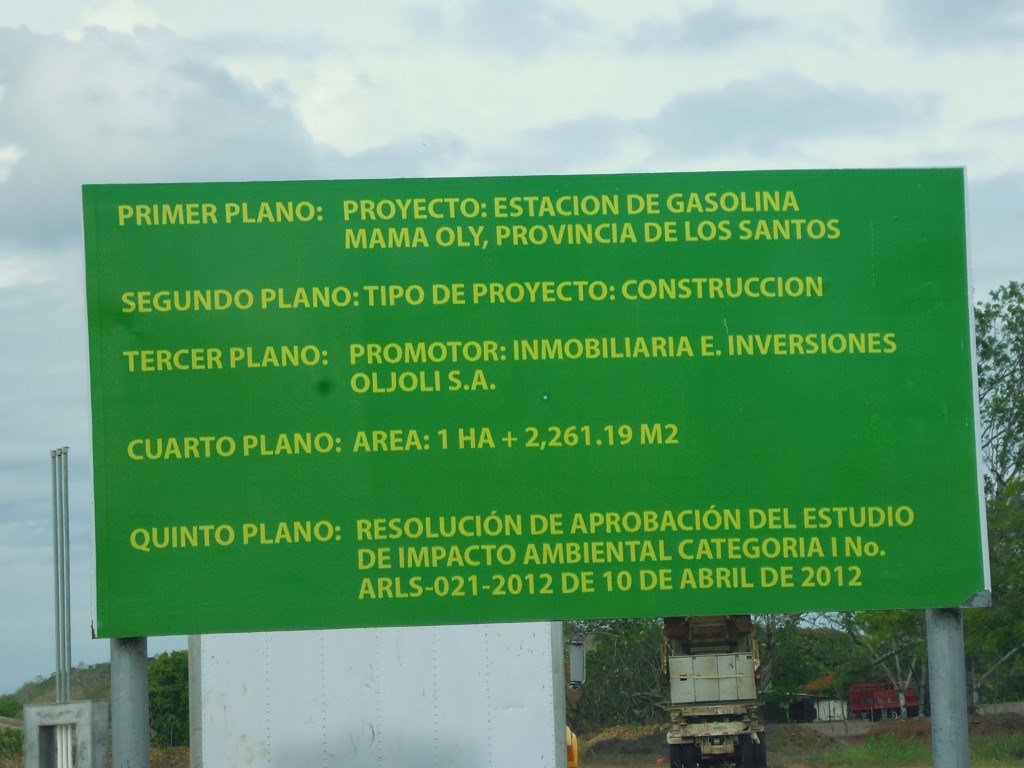 PRIMER PLANO: PROYECTO: ESTACION DE GASOLINA
MAMA OLY, PROVINCIA DE LOS SANTOS
SEGUNDO PLANO: TIPO DE PROYECTO: CONSTRUCCION
TERCER PLANO: PROMOTOR: INMOBILIARIA E. INVERSIONES
OLJOLI S.A.
CUARTO PLANO: AREA: 1 HA + 2,261.19 M2
QUINTO PLANO: RESOLUCIÓN DE APROBACIÓN DEL ESTUDIO
DE IMPACTO AMBIENTAL CATEGORIA I No.
ARLS-021-2012 DE 10 DE ABRIL DE 2012